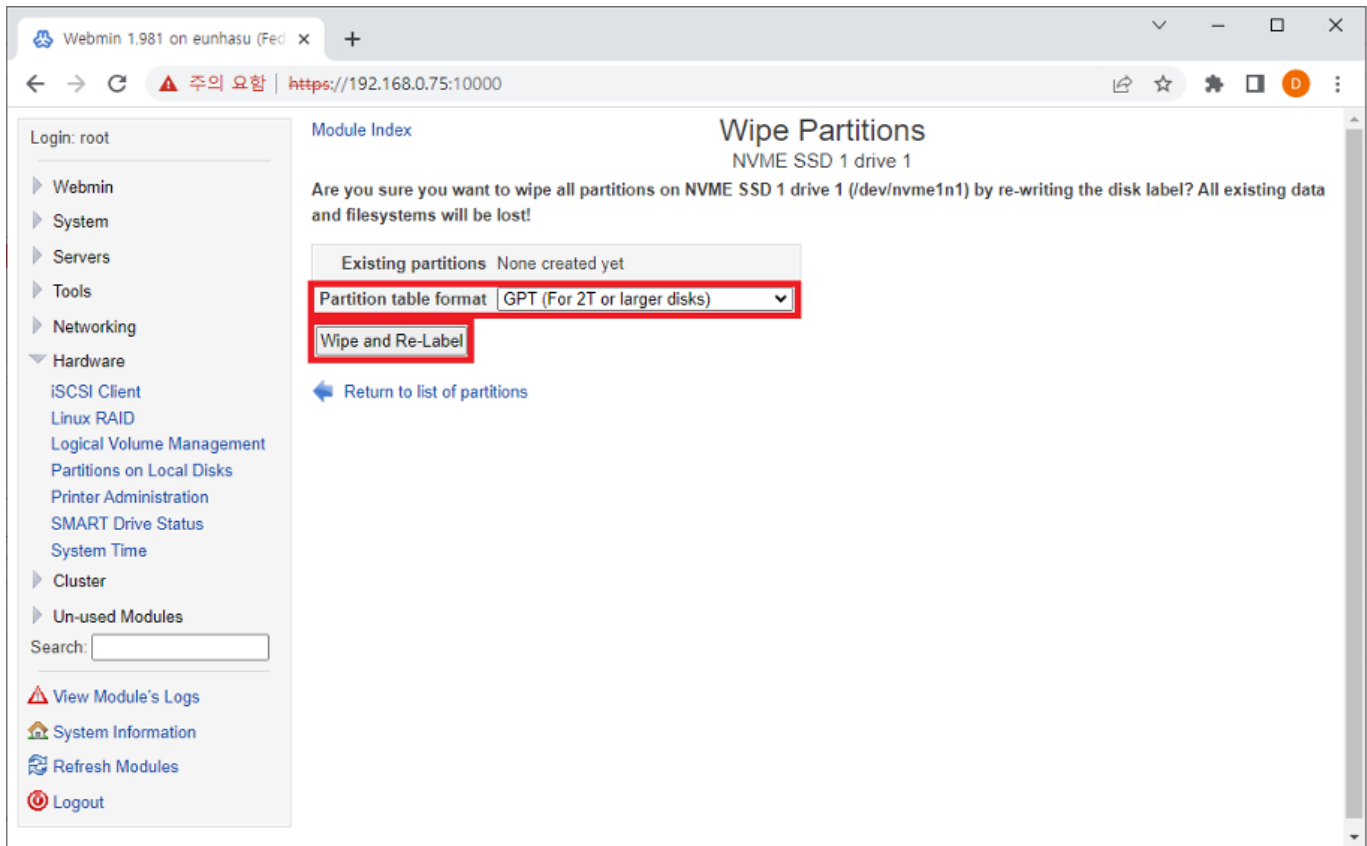 Webmin 1.981 on eunhasu (Fed
주의 요함 | https://192.168.0.75:10000
D
Login: root
Webmin
System
Servers
Tools
Networking
Hardware
iSCSI Client
Linux RAID
Logical Volume Management
Partitions on Local Disks
Printer Administration
SMART Drive Status
System Time
Cluster
Un-used Modules
Search:
View Module's Logs
System Information
Refresh Modules
Logout
Module Index
Wipe Partitions
NVME SSD 1 drive 1
Are you sure you want to wipe all partitions on NVME SSD 1 drive 1 (/dev/nvme1n1) by re-writing the disk label? All existing data
and filesystems will be lost!
Existing partitions None created yet
Partition table format GPT (For 2T or larger disks)
Wipe and Re-Label
Return to list of partitions